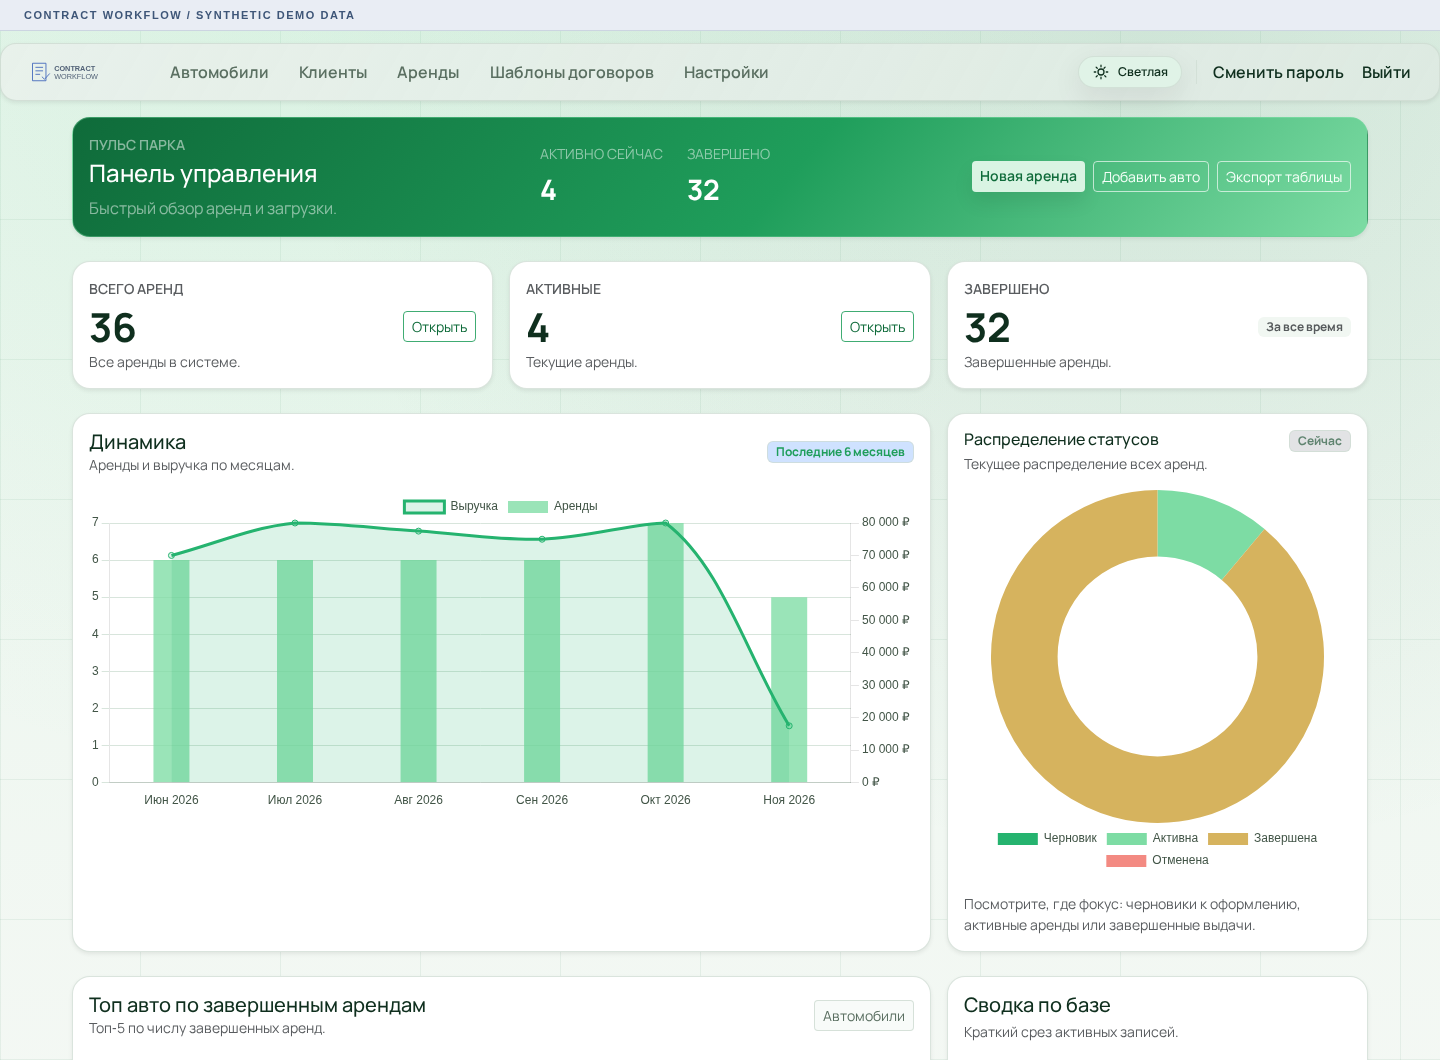 CONTRACT WORKFLOW / SYNTHETIC DEMO DATA
CONTRACT
WORKFLOW
Автомобили
Клиенты
Аренды
Шаблоны договоров
Настройки
Светлая
Сменить пароль
Выйти
ПУЛЬС ПАРКА
Панель управления
Быстрый обзор аренд и загрузки.
АКТИВНО СЕЙЧАС
4
ЗАВЕРШЕНО
32
Новая аренда
Добавить авто
Экспорт таблицы
ВСЕГО АРЕНД
36
Все аренды в системе.
Открыть
АКТИВНЫЕ
4
Текущие аренды.
Открыть
ЗАВЕРШЕНО
32
Завершенные аренды.
За все время
Динамика
Аренды и выручка по месяцам.
Последние 6 месяцев
Выручка
Аренды
7
6
5
4
3
2
1
0
80 000 ₽
70 000 ₽
60 000 ₽
50 000 ₽
40 000 ₽
30 000 ₽
20 000 ₽
10 000 ₽
0 ₽
Июн 2026
Июл 2026
Авг 2026
Сен 2026
Окт 2026
Ноя 2026
Распределение статусов
Сейчас
Текущее распределение всех аренд.
Черновик
Активна
Завершена
Отменена
Посмотрите, где фокус: черновики к оформлению,
активные аренды или завершенные выдачи.
Топ авто по завершенным арендам
Топ-5 по числу завершенных аренд.
Автомобили
Сводка по базе
Краткий срез активных записей.